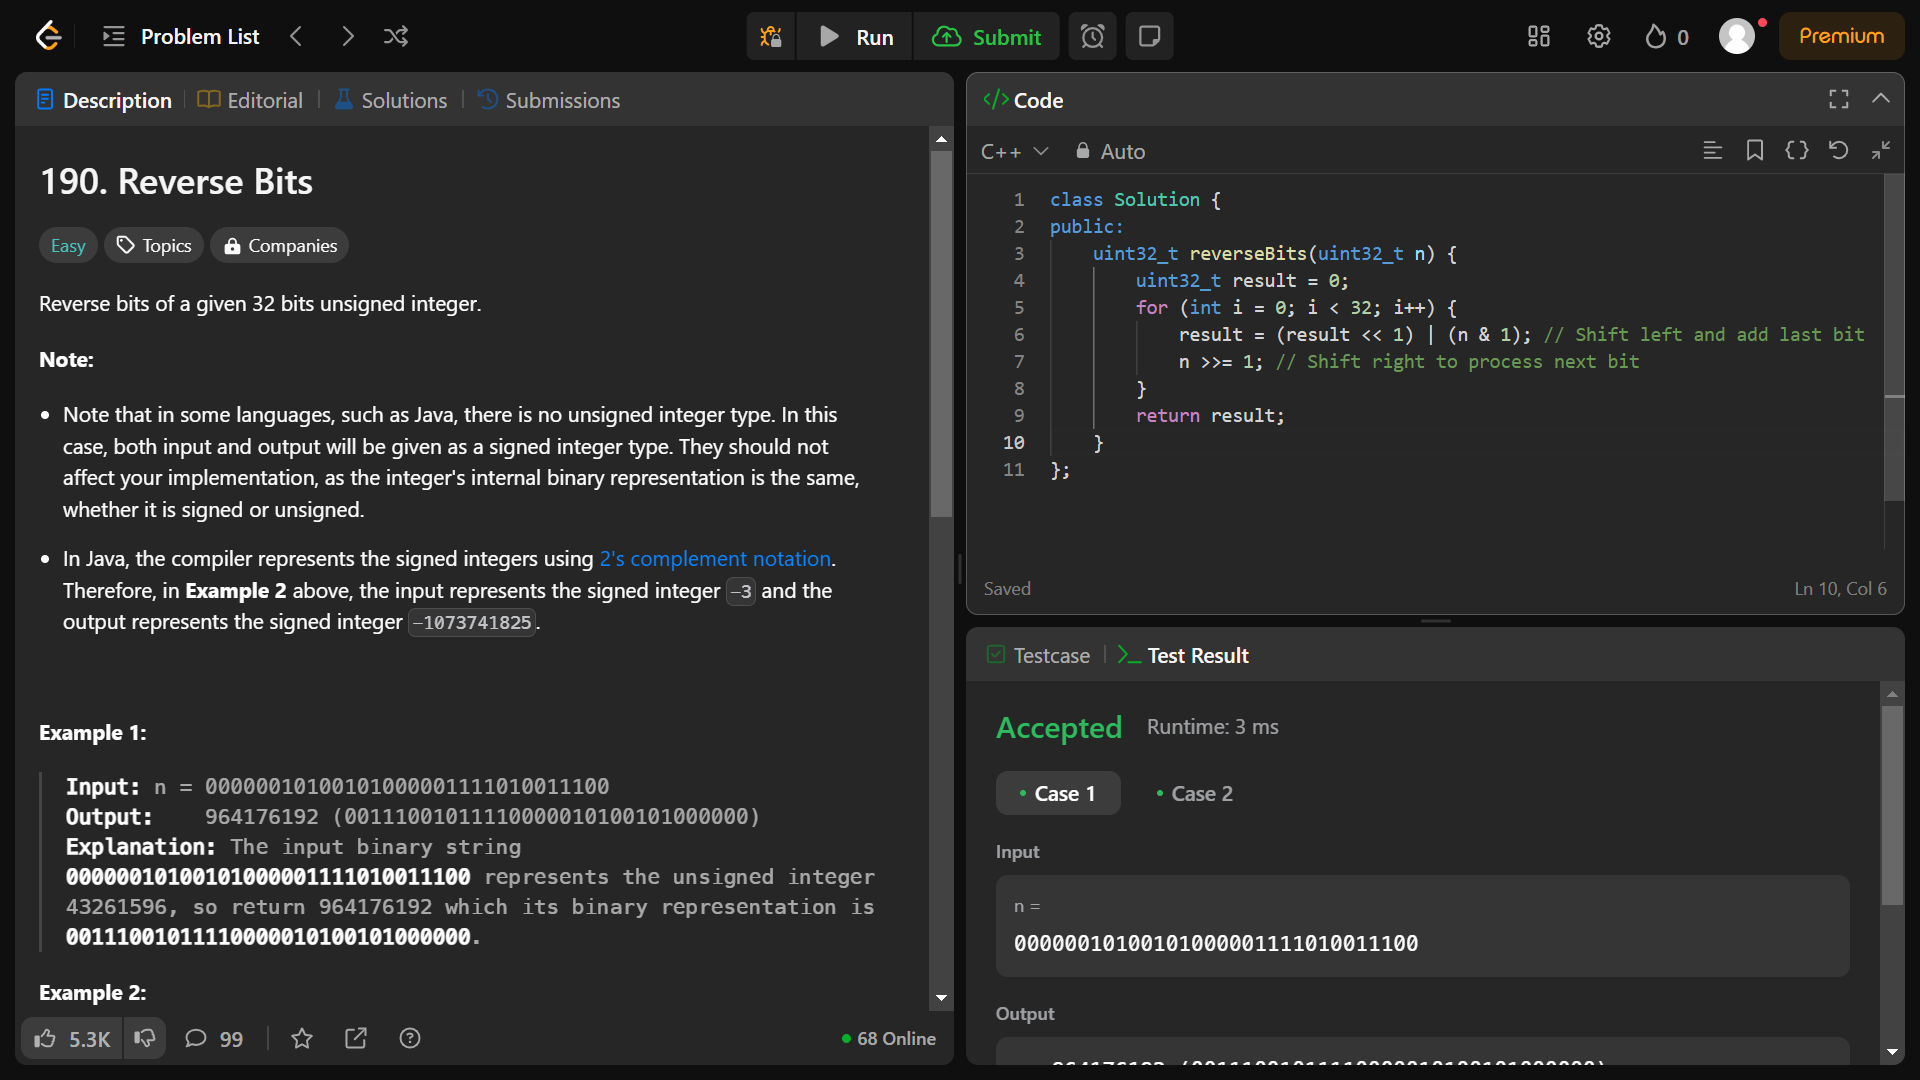 Problem List
Run
Submit
0
Premium
Description
Editorial
Solutions
Submissions
190. Reverse Bits
Easy
Topics
Companies
Reverse bits of a given 32 bits unsigned integer.
Note:
• Note that in some languages, such as Java, there is no unsigned integer type. In this
case, both input and output will be given as a signed integer type. They should not
affect your implementation, as the integer's internal binary representation is the same,
whether it is signed or unsigned.
• In Java, the compiler represents the signed integers using 2's complement notation.
Therefore, in Example 2 above, the input represents the signed integer -3 and the
output represents the signed integer -1073741825.
Example 1:
Input: n = 00000010100101000001111010011100
Output:    964176192 (00111001011110000010100101000000)
Explanation: The input binary string
00000010100101000001111010011100 represents the unsigned integer
43261596, so return 964176192 which its binary representation is
00111001011110000010100101000000.
Example 2:
5.3K
99
68 Online
</> Code
C++
Auto
1 class Solution {
2 public:
3     uint32_t reverseBits(uint32_t n) {
4         uint32_t result = 0;
5         for (int i = 0; i < 32; i++) {
6             result = (result << 1) | (n & 1); // Shift left and add last bit
7             n >>= 1; // Shift right to process next bit
8         }
9         return result;
10     }
11 };
Saved
Ln 10, Col 6
Testcase
Test Result
Accepted
Runtime: 3 ms
• Case 1
• Case 2
Input
n =
00000010100101000001111010011100
Output
964176192 (00111001011110000010100101000000)